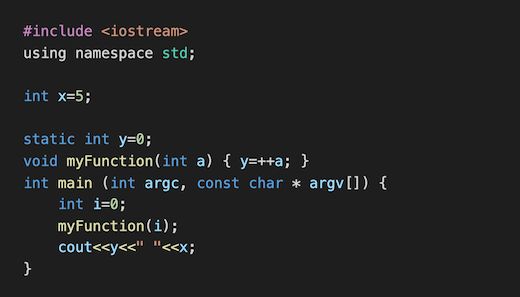 #include <iostream>
using namespace std;
int x=5;
static int y=0;
void myFunction(int a) { y=++a; }
int main (int argc, const char * argv[]) {
int i=0;
myFunction(i);
cout<<y<<" "<<x;
}